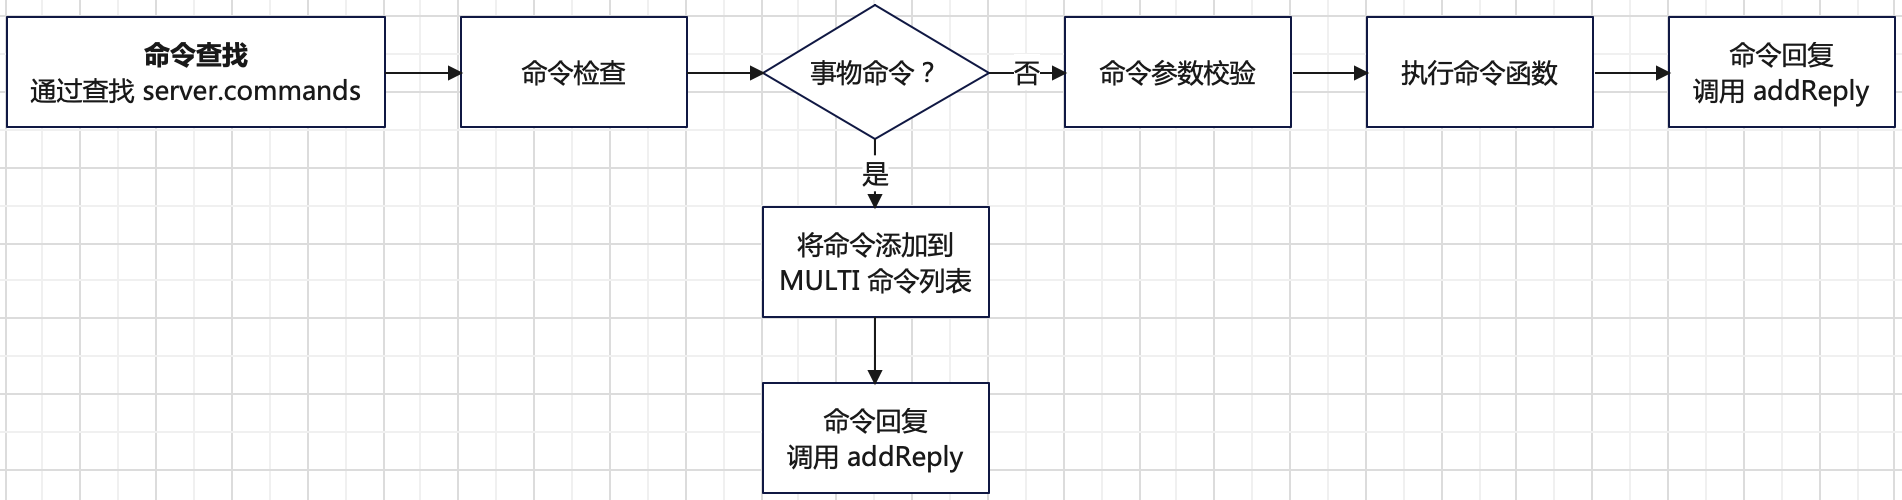 命令查找
通过查找 server.commands
命令检查
事物命令？
否
命令参数校验
执行命令函数
命令回复
调用 addReply
是
将命令添加到
MULTI 命令列表
命令回复
调用 addReply